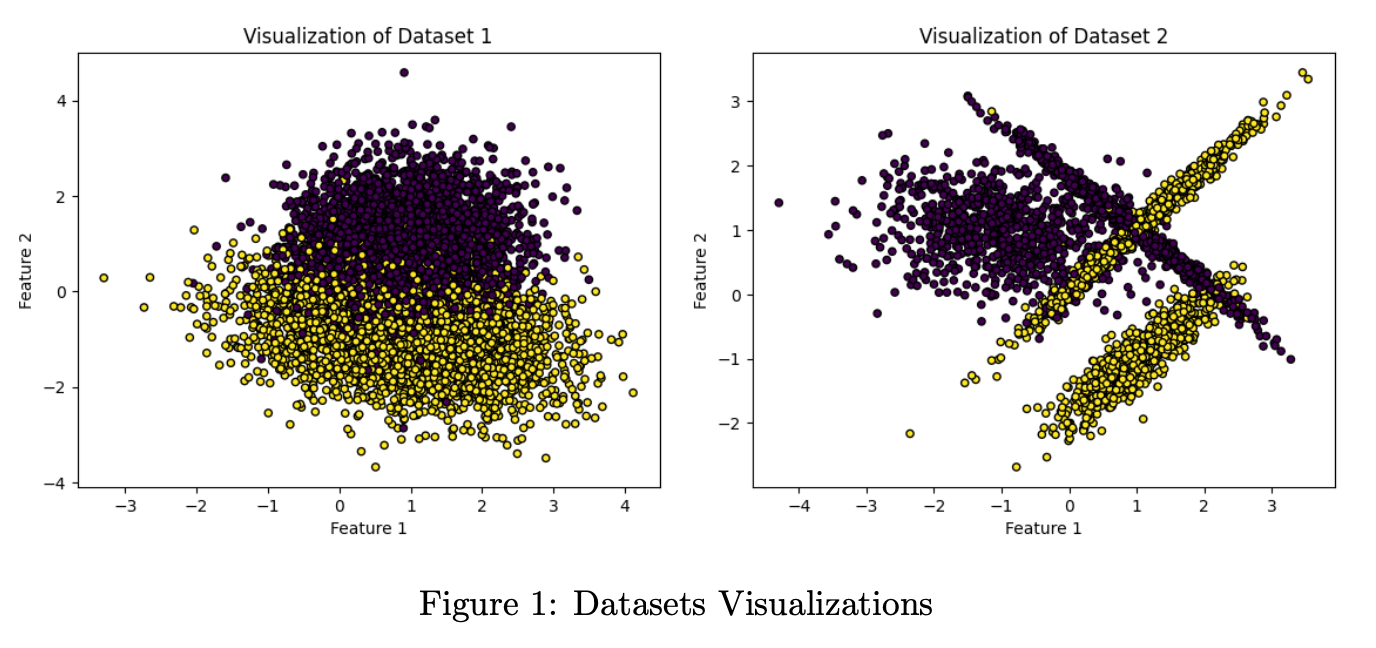 Visualization of Dataset 1
4
2
0
−2
−4
Feature 2
−3 −2 −1 0 1 2 3 4
Feature 1
Visualization of Dataset 2
3
2
1
0
−1
−2
Feature 2
−4 −3 −2 −1 0 1 2 3
Feature 1
Figure 1: Datasets Visualizations